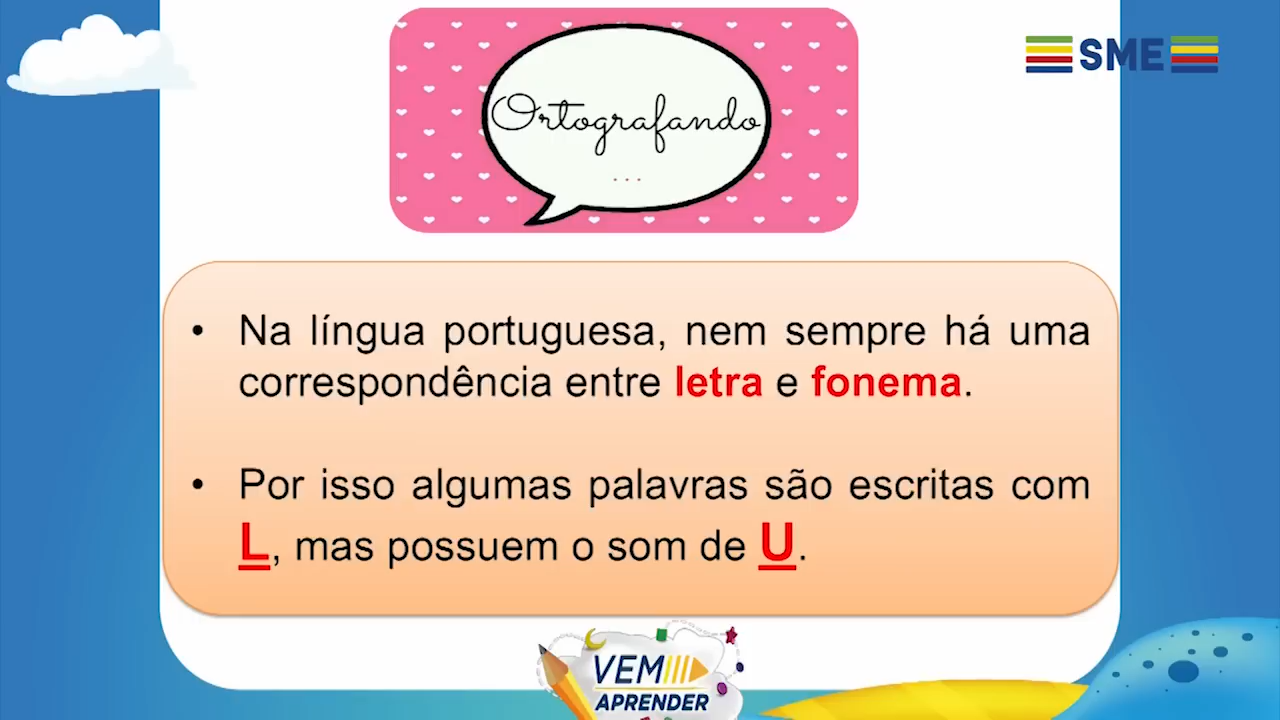 SME
Ortografando
...
• Na língua portuguesa, nem sempre há uma
correspondência entre letra e fonema.
• Por isso algumas palavras são escritas com
L, mas possuem o som de U.
VEM
APRENDER